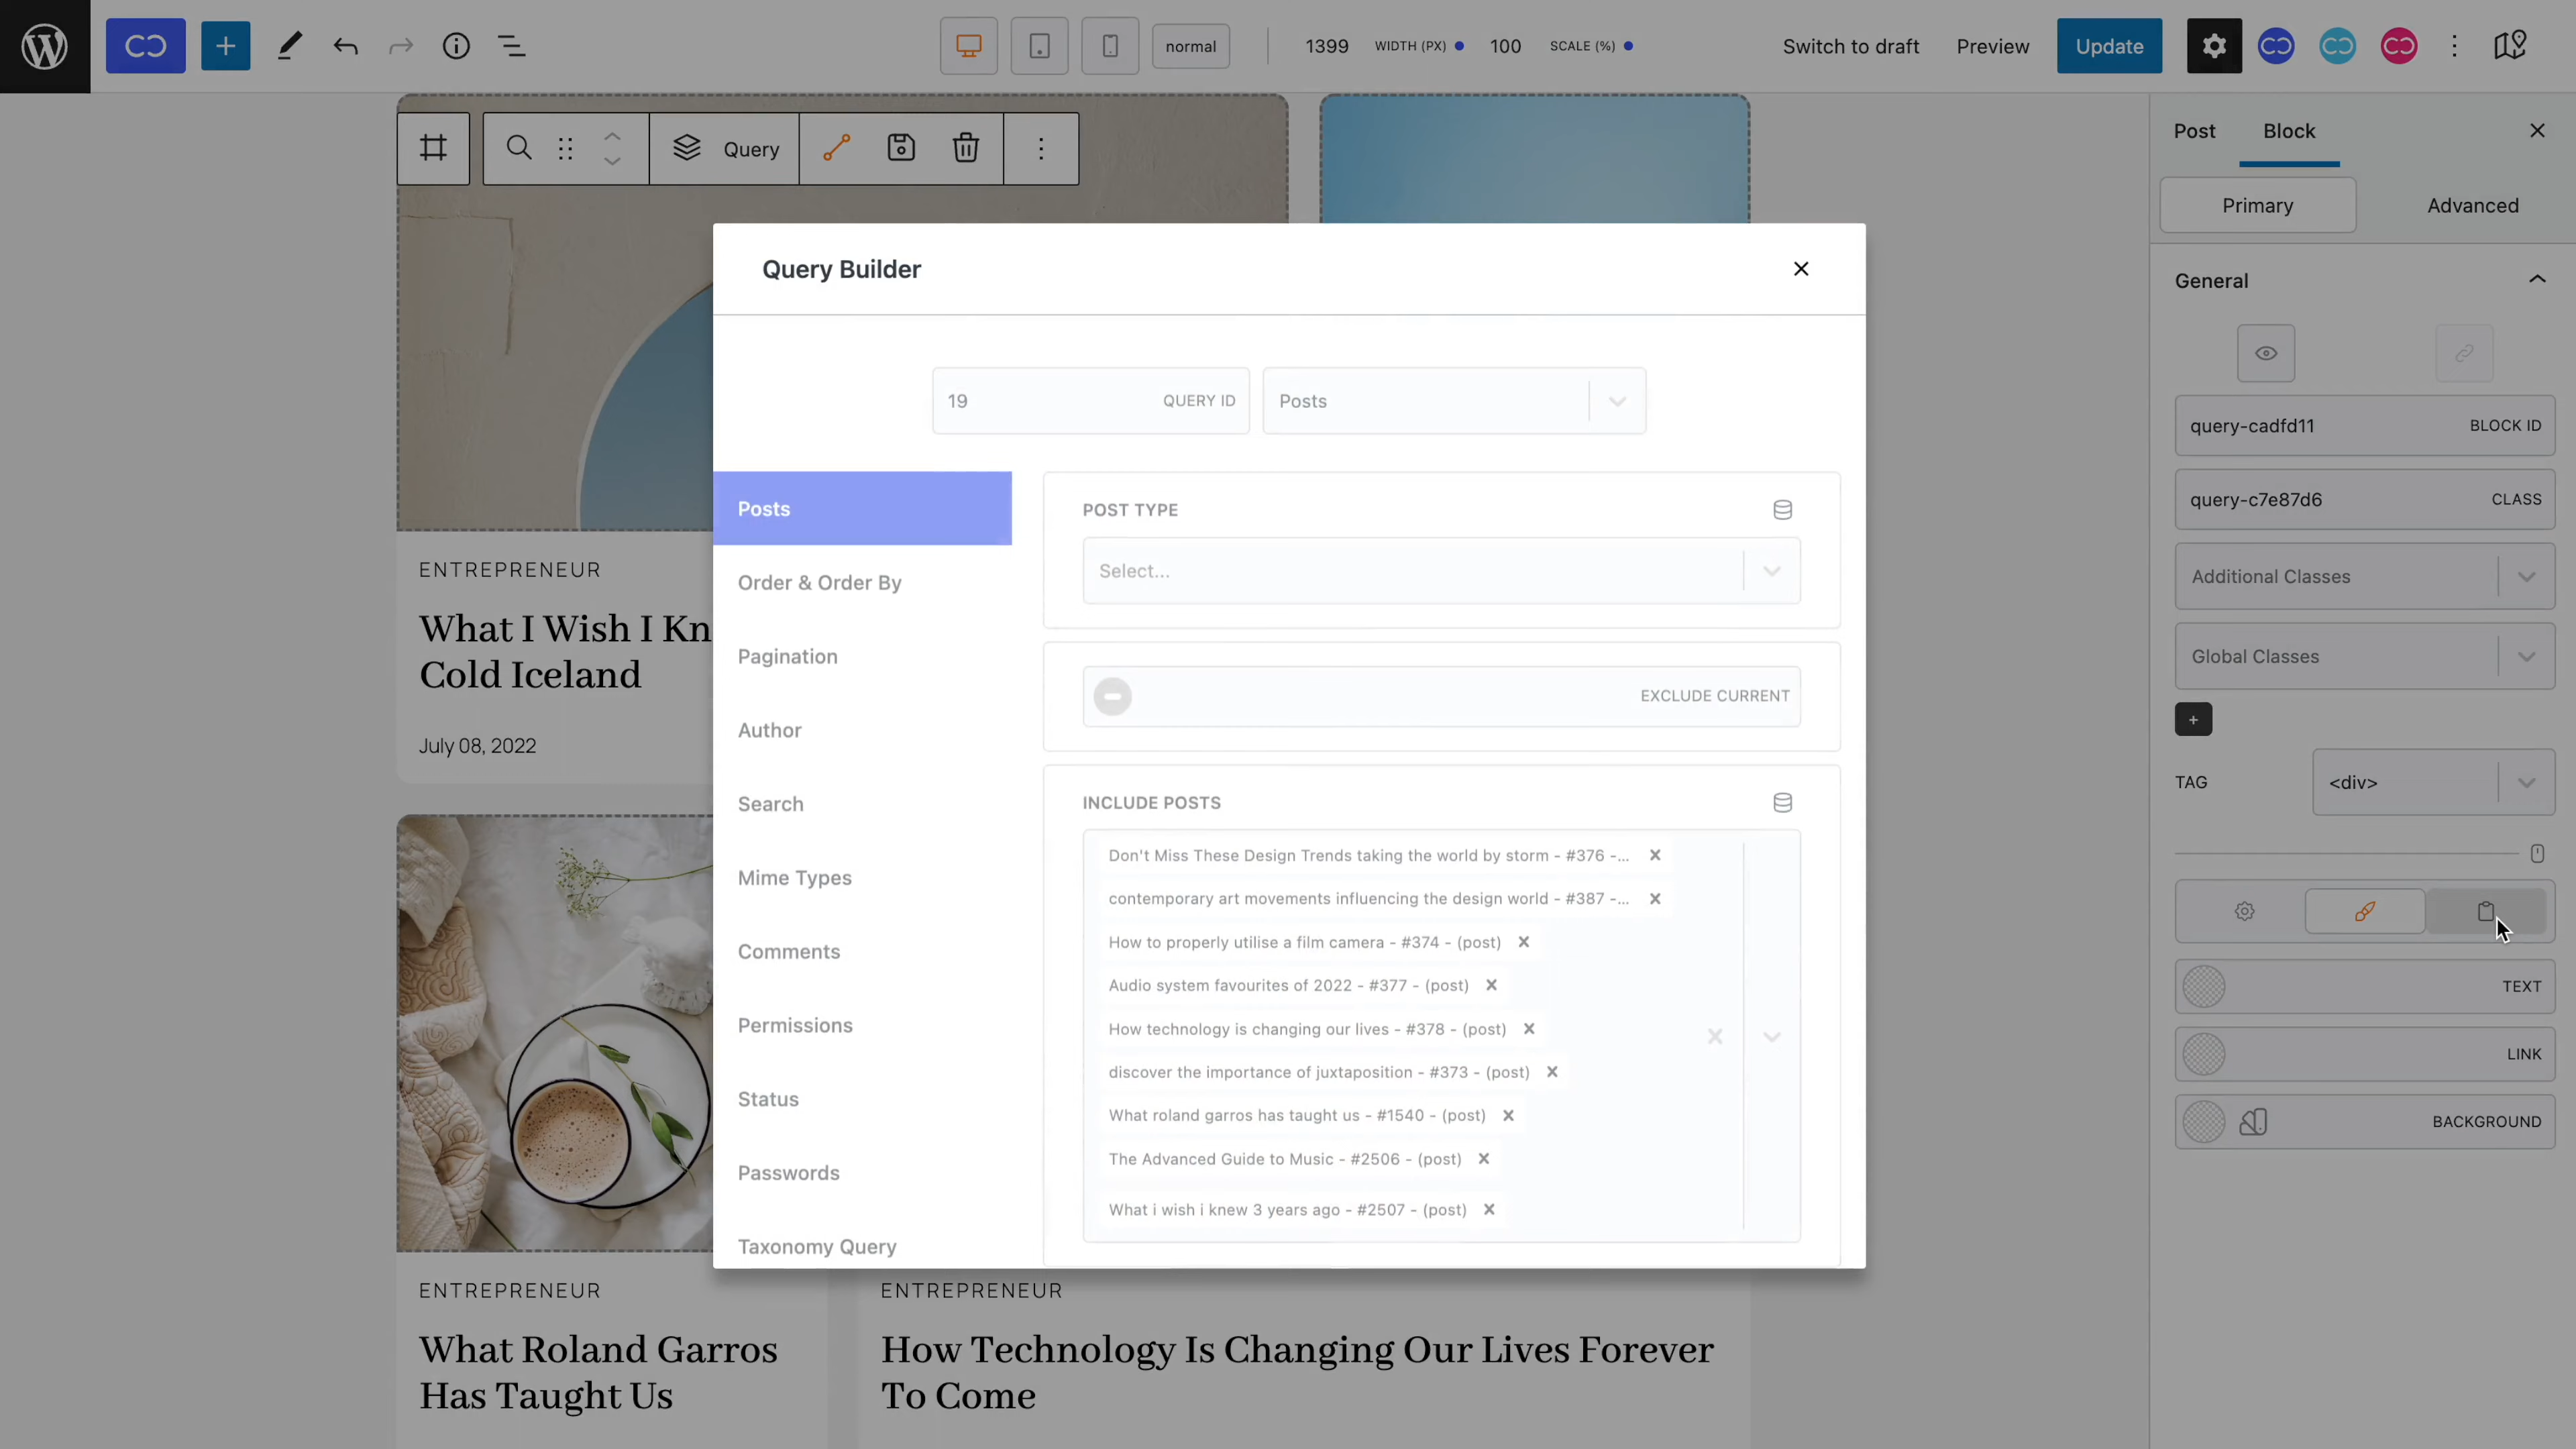 normal
1399 WIDTH (PX)
100 SCALE (%)
Switch to draft
Preview
Update
Query
Post
Block
Primary
Advanced
General
query-cadfd11 BLOCK ID
query-c7e87d6 CLASS
Additional Classes
Global Classes
+
TAG <div>
TEXT
LINK
BACKGROUND
Query Builder
19 QUERY ID
Posts
Posts
Order & Order By
Pagination
Author
Search
Mime Types
Comments
Permissions
Status
Passwords
Taxonomy Query
POST TYPE
Select...
EXCLUDE CURRENT
INCLUDE POSTS
Don't Miss These Design Trends taking the world by storm - #376 -...
contemporary art movements influencing the design world - #387 -...
How to properly utilise a film camera - #374 - (post)
Audio system favourites of 2022 - #377 - (post)
How technology is changing our lives - #378 - (post)
discover the importance of juxtaposition - #373 - (post)
What roland garros has taught us - #1540 - (post)
The Advanced Guide to Music - #2506 - (post)
What i wish i knew 3 years ago - #2507 - (post)
ENTREPRENEUR
What I Wish I Kn
Cold Iceland
July 08, 2022
ENTREPRENEUR
What Roland Garros
Has Taught Us
ENTREPRENEUR
How Technology Is Changing Our Lives Forever
To Come